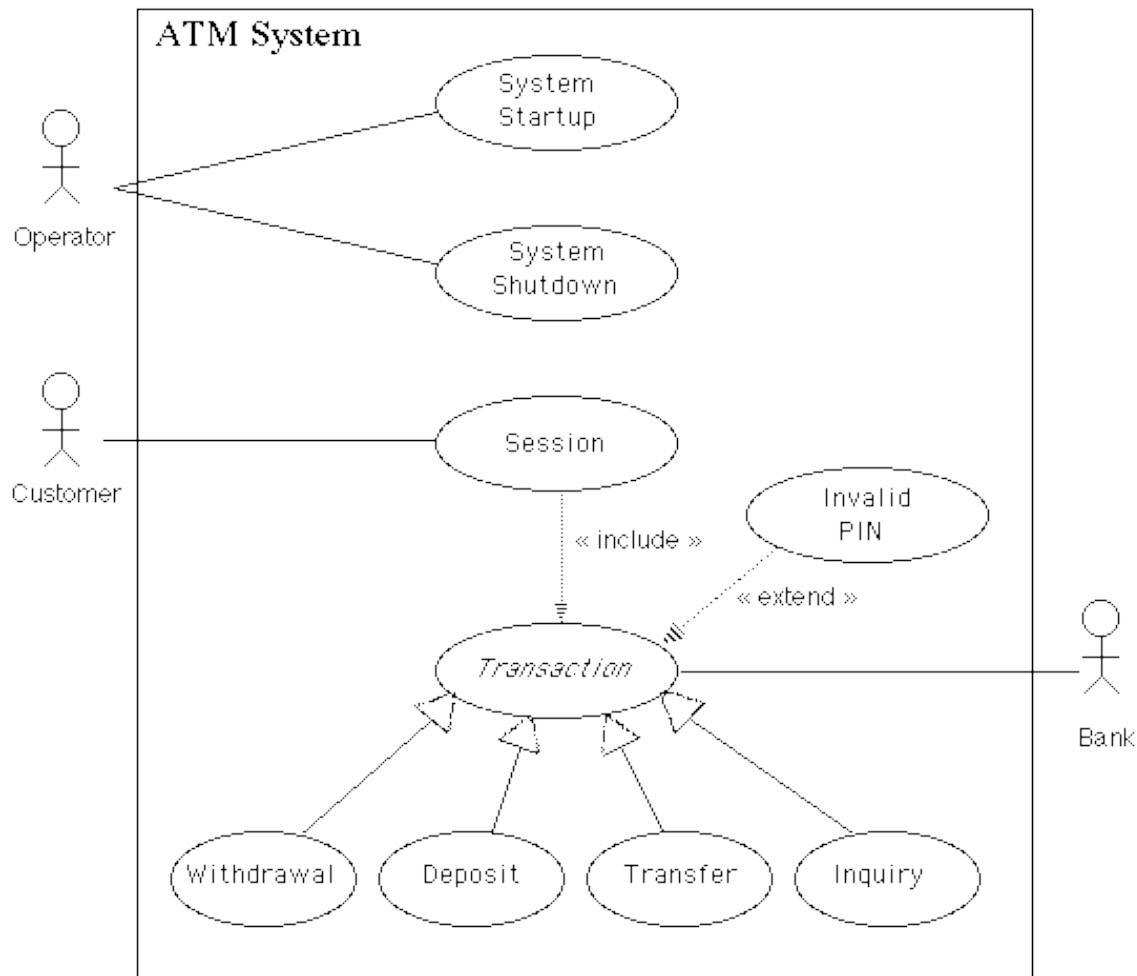 ATM System
System
Startup
Operator
System
Shutdown
Session
Customer
Invalid
PIN
« include »
« extend »
Transaction
Bank
Withdrawal
Deposit
Transfer
Inquiry